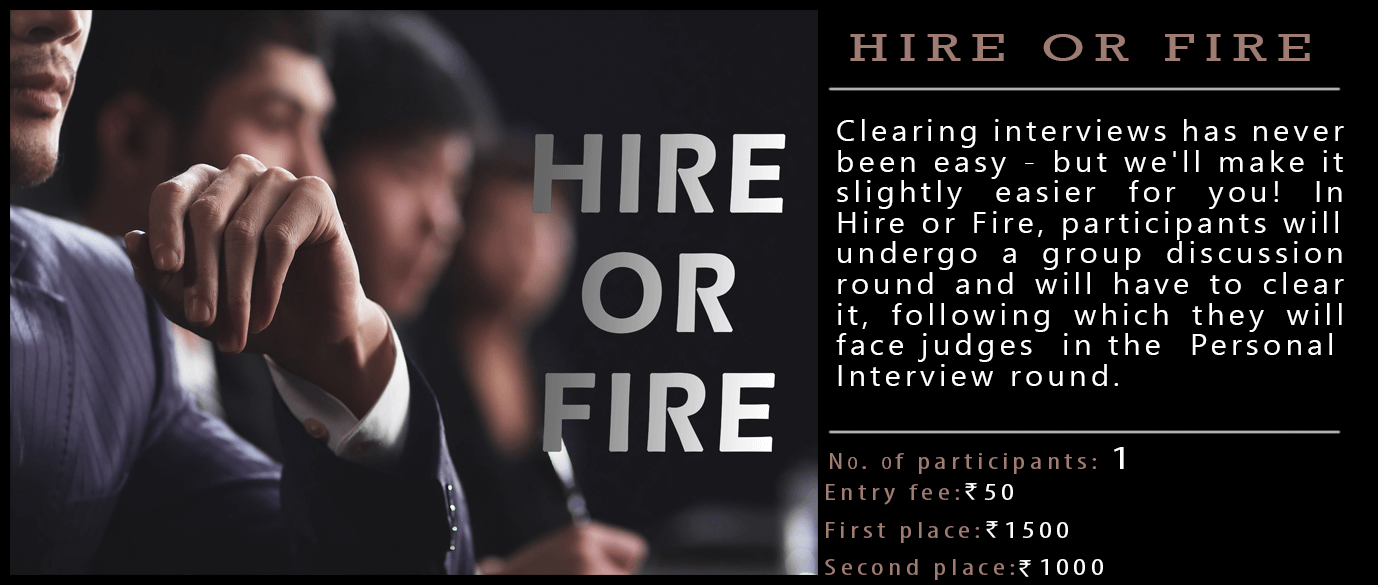 HIRE
OR
FIRE
HIRE OR FIRE
Clearing interviews has never
been easy - but we'll make it
slightly easier for you! In
Hire or Fire, participants will
undergo a group discussion
round and will have to clear
it, following which they will
face judges in the Personal
Interview round.
No. of participants: 1
Entry fee:₹50
First place:₹1500
Second place:₹1000